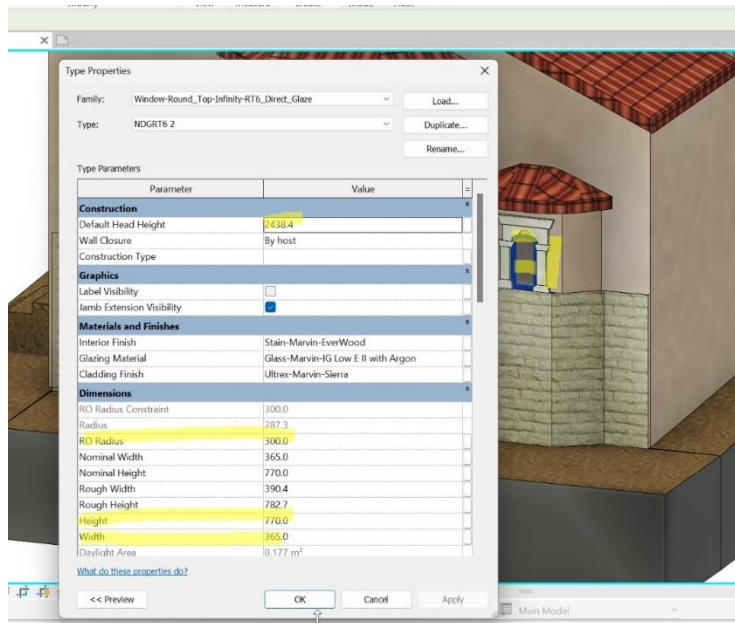 Modify
View
Measure
Create
Mode
Type Properties
Family: Window-Round_Top-Infinity-RT6_Direct_Glaze Load...
Type: NDGRT6 2 Duplicate...
Rename...
Type Parameters
Parameter Value =
Construction
Default Head Height 2438.4
Wall Closure By host
Construction Type
Graphics
Label Visibility
Jamb Extension Visibility
Materials and Finishes
Interior Finish Stain-Marvin-EverWood
Glazing Material Glass-Marvin-IG Low E II with Argon
Cladding Finish Ultrex-Marvin-Sierra
Dimensions
RO Radius Constraint 300.0
Radius 287.3
RO Radius 300.0
Nominal Width 365.0
Nominal Height 770.0
Rough Width 390.4
Rough Height 782.7
Height 770.0
Width 365.0
Daylight Area 0.177 m²
What do these properties do?
<< Preview OK Cancel Apply
Main Model